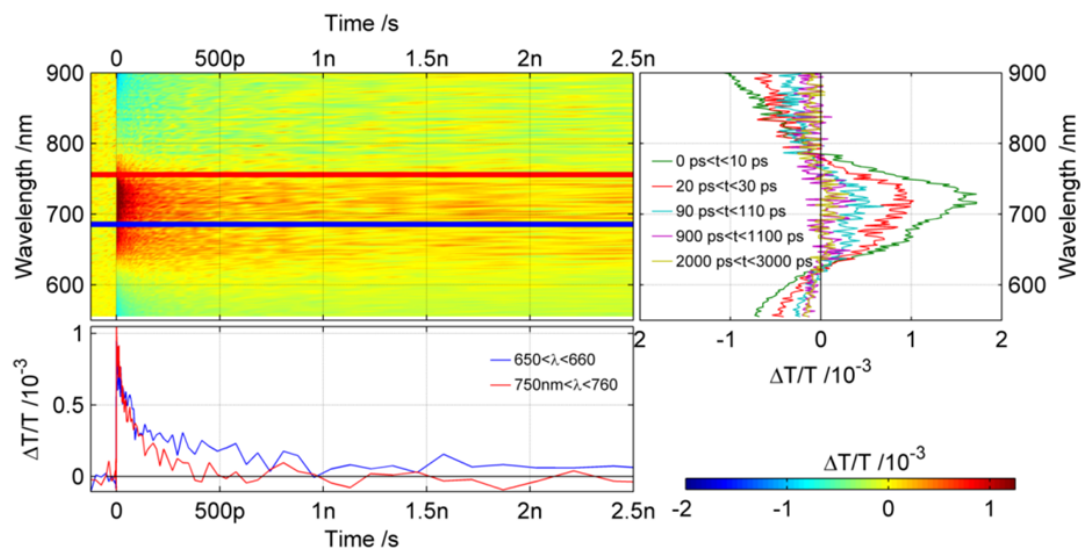 Time /s
0 500p 1n 1.5n 2n 2.5n
900
800
700
600
Wavelength /nm
-1 0 1 2
900
800
700
600
Wavelength /nm
0 ps<t<10 ps
20 ps<t<30 ps
90 ps<t<110 ps
900 ps<t<1100 ps
2000 ps<t<3000 ps
2 -1 0 1 2
ΔT/T /10⁻³
1
0.5
0
ΔT/T /10⁻³
650<λ<660
750nm<λ<760
0 500p 1n 1.5n 2n 2.5n
Time /s
ΔT/T /10⁻³
-2 -1 0 1